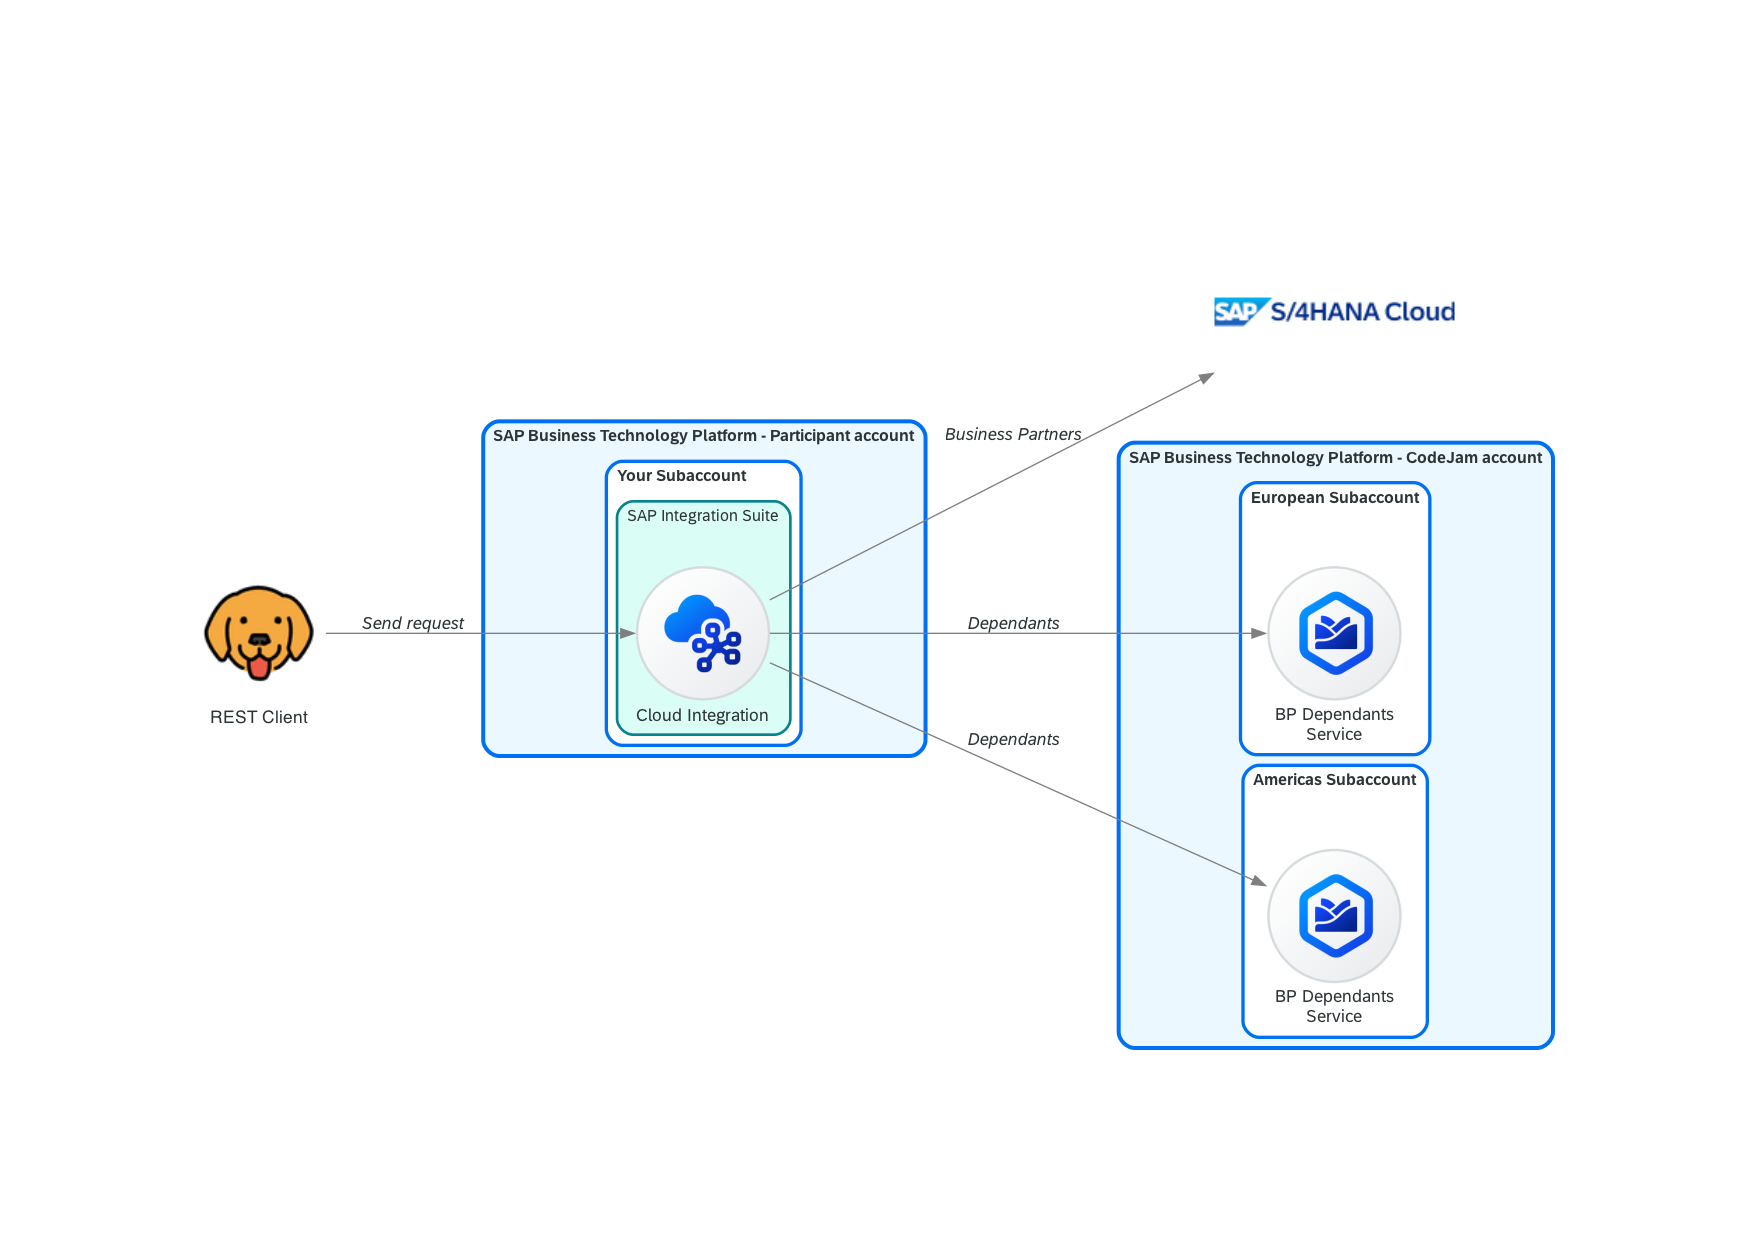 SAP S/4HANA Cloud
SAP Business Technology Platform - Participant account
Your Subaccount
SAP Integration Suite
Cloud Integration
REST Client
Send request
Business Partners
Dependants
Dependants
SAP Business Technology Platform - CodeJam account
European Subaccount
BP Dependants
Service
Americas Subaccount
BP Dependants
Service